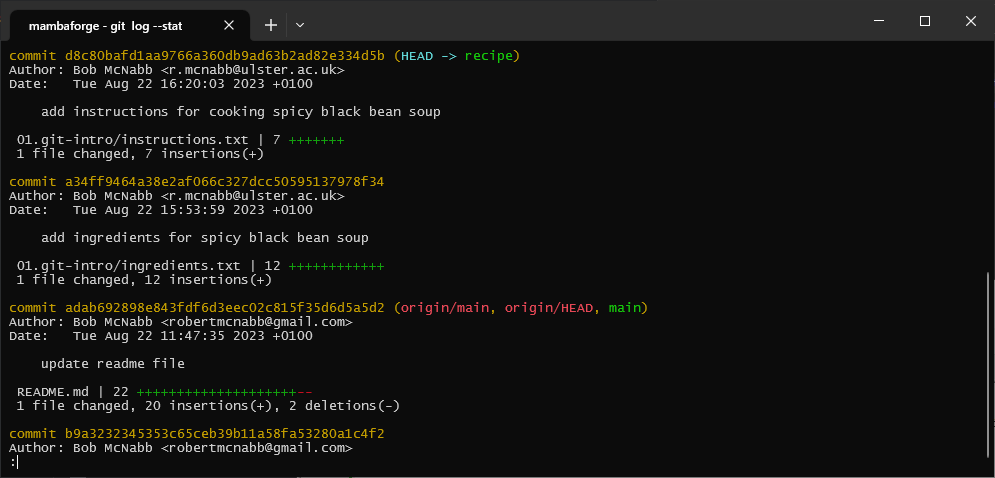 mambaforge - git log --stat
commit d8c80bafd1aa9766a360db9ad63b2ad82e334d5b (HEAD -> recipe)
Author: Bob McNabb <r.mcnabb@ulster.ac.uk>
Date:   Tue Aug 22 16:20:03 2023 +0100
    add instructions for cooking spicy black bean soup
 01.git-intro/instructions.txt | 7 +++++++
 1 file changed, 7 insertions(+)
commit a34ff9464a38e2af066c327dcc50595137978f34
Author: Bob McNabb <r.mcnabb@ulster.ac.uk>
Date:   Tue Aug 22 15:53:59 2023 +0100
    add ingredients for spicy black bean soup
 01.git-intro/ingredients.txt | 12 ++++++++++++
 1 file changed, 12 insertions(+)
commit adab692898e843fdf6d3eec02c815f35d6d5a5d2 (origin/main, origin/HEAD, main)
Author: Bob McNabb <robertmcnabb@gmail.com>
Date:   Tue Aug 22 11:47:35 2023 +0100
    update readme file
 README.md | 22 ++++++++++++++++++++--
 1 file changed, 20 insertions(+), 2 deletions(-)
commit b9a3232345353c65ceb39b11a58fa53280a1c4f2
Author: Bob McNabb <robertmcnabb@gmail.com>
: